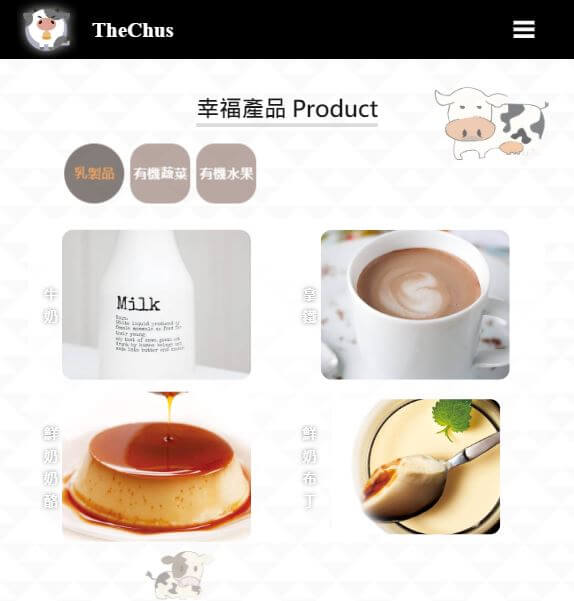 TheChus
幸福產品 Product
乳製品
有機蔬菜
有機水果
牛奶
Milk
拿鐵
鮮奶奶酪
鮮奶布丁